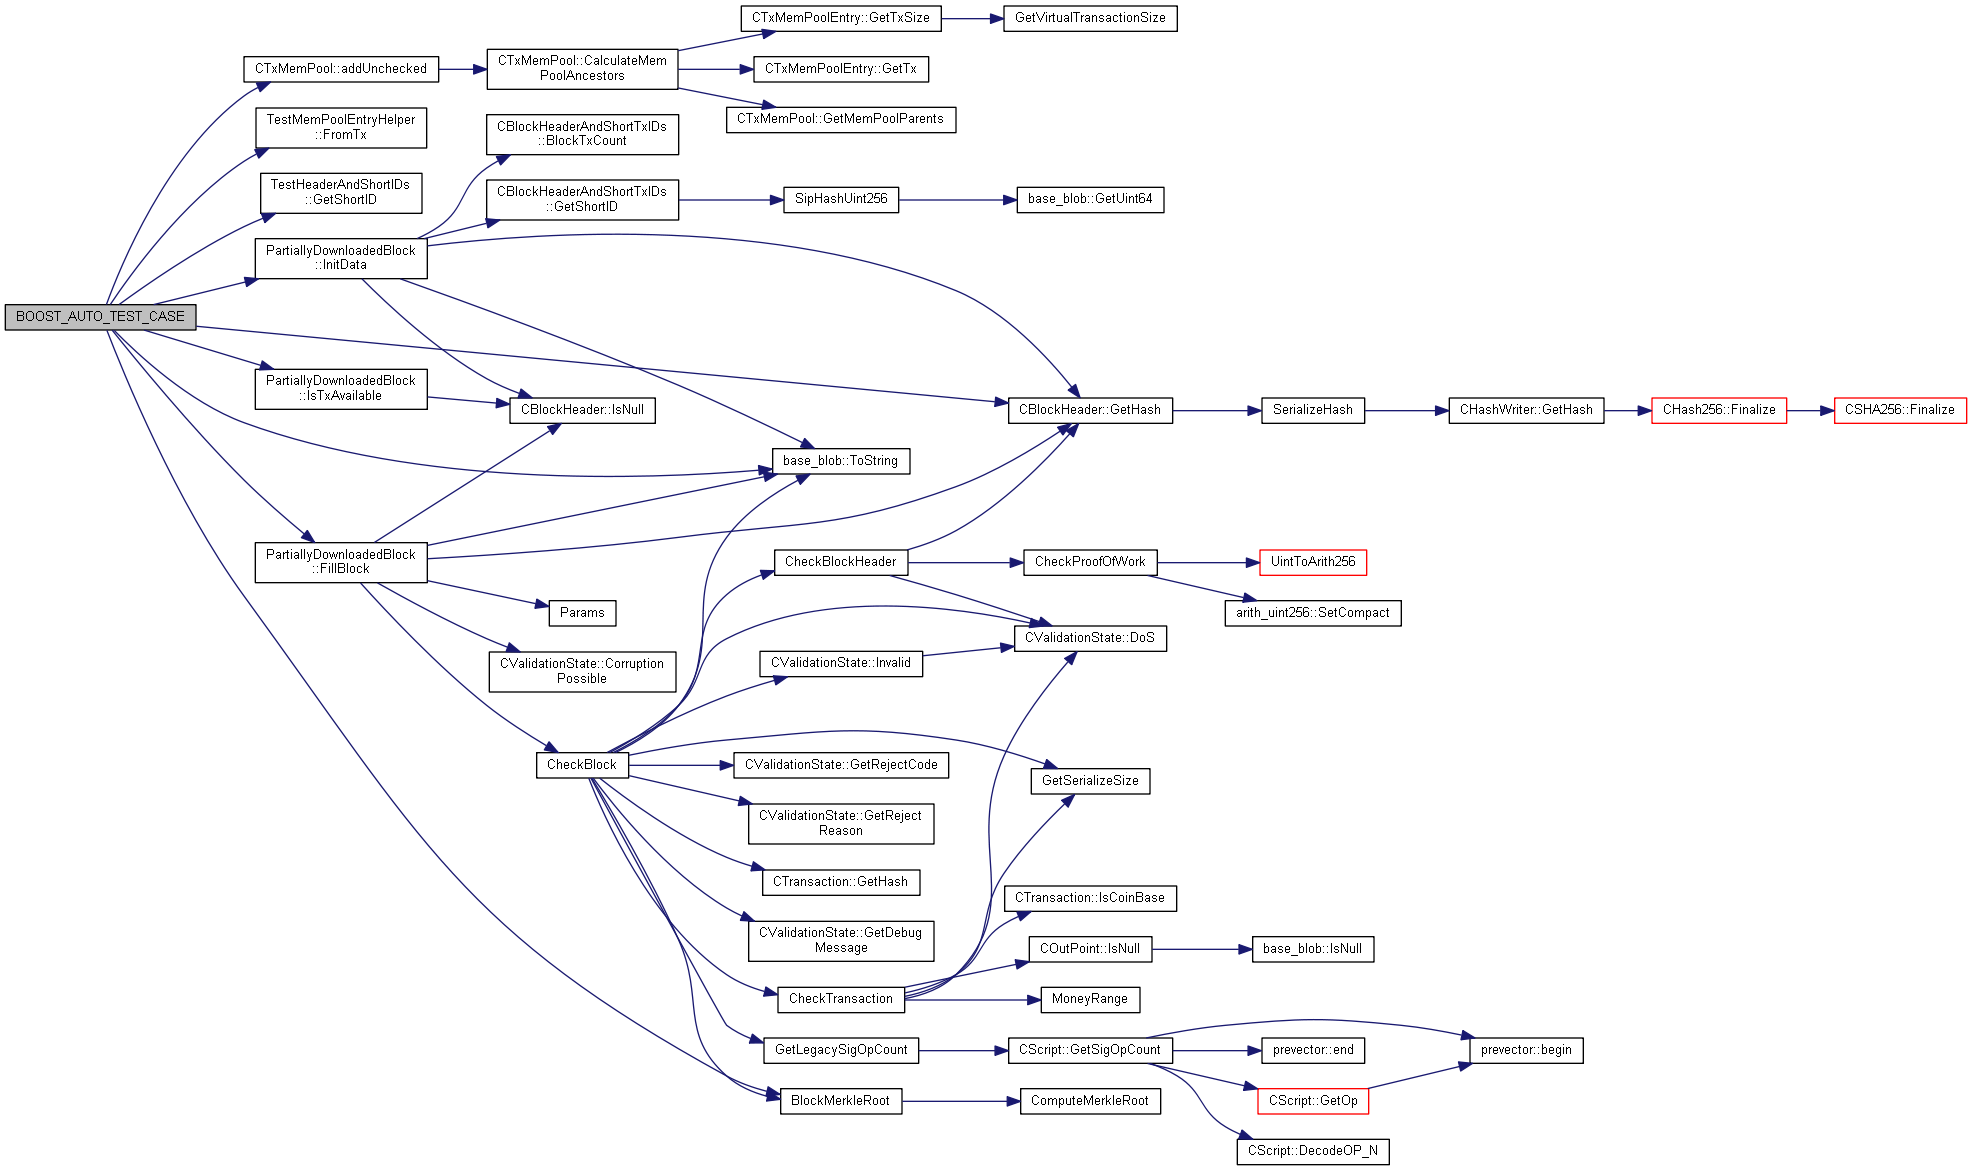 CTxMemPoolEntry::GetTxSize
GetVirtualTransactionSize
CTxMemPool::addUnchecked
CTxMemPool::CalculateMem
PoolAncestors
CTxMemPoolEntry::GetTx
CTxMemPool::GetMemPoolParents
TestMemPoolEntryHelper
::FromTx
CBlockHeaderAndShortTxIDs
::BlockTxCount
TestHeaderAndShortIDs
::GetShortID
CBlockHeaderAndShortTxIDs
::GetShortID
SipHashUint256
base_blob::GetUint64
PartiallyDownloadedBlock
::InitData
BOOST_AUTO_TEST_CASE
PartiallyDownloadedBlock
::IsTxAvailable
CBlockHeader::IsNull
CBlockHeader::GetHash
SerializeHash
CHashWriter::GetHash
CHash256::Finalize
CSHA256::Finalize
base_blob::ToString
PartiallyDownloadedBlock
::FillBlock
CheckBlockHeader
CheckProofOfWork
UintToArith256
Params
arith_uint256::SetCompact
CValidationState::DoS
CValidationState::Corruption
Possible
CValidationState::Invalid
CheckBlock
CValidationState::GetRejectCode
GetSerializeSize
CValidationState::GetReject
Reason
CTransaction::GetHash
CTransaction::IsCoinBase
CValidationState::GetDebug
Message
COutPoint::IsNull
base_blob::IsNull
CheckTransaction
MoneyRange
GetLegacySigOpCount
CScript::GetSigOpCount
prevector::end
prevector::begin
BlockMerkleRoot
ComputeMerkleRoot
CScript::GetOp
CScript::DecodeOP_N